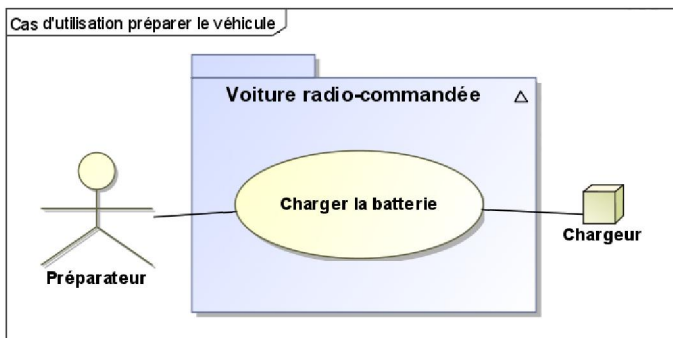 Cas d'utilisation préparer le véhicule
Voiture radio-commandée
Charger la batterie
Préparateur
Chargeur